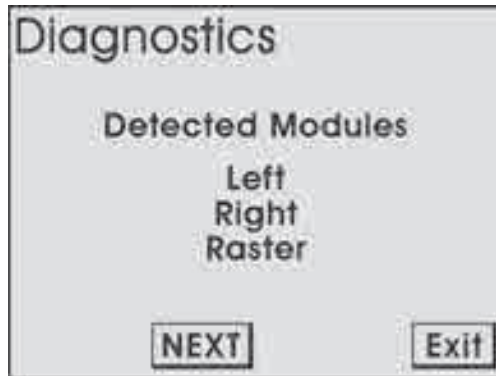 Diagnostics
Detected Modules
Left
Right
Raster
NEXT Exit